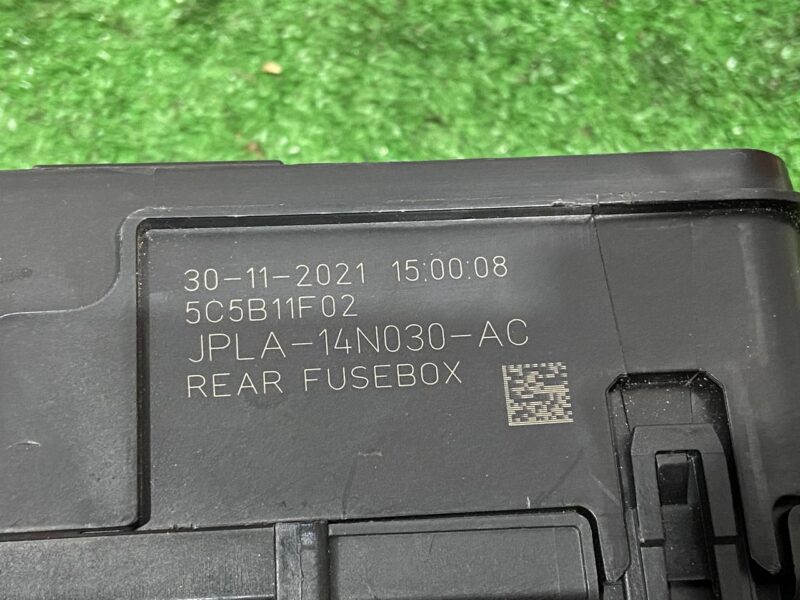 30-11-2021 15:00:08
5C5B11F02
JPLA-14N030-AC
REAR FUSEBOX